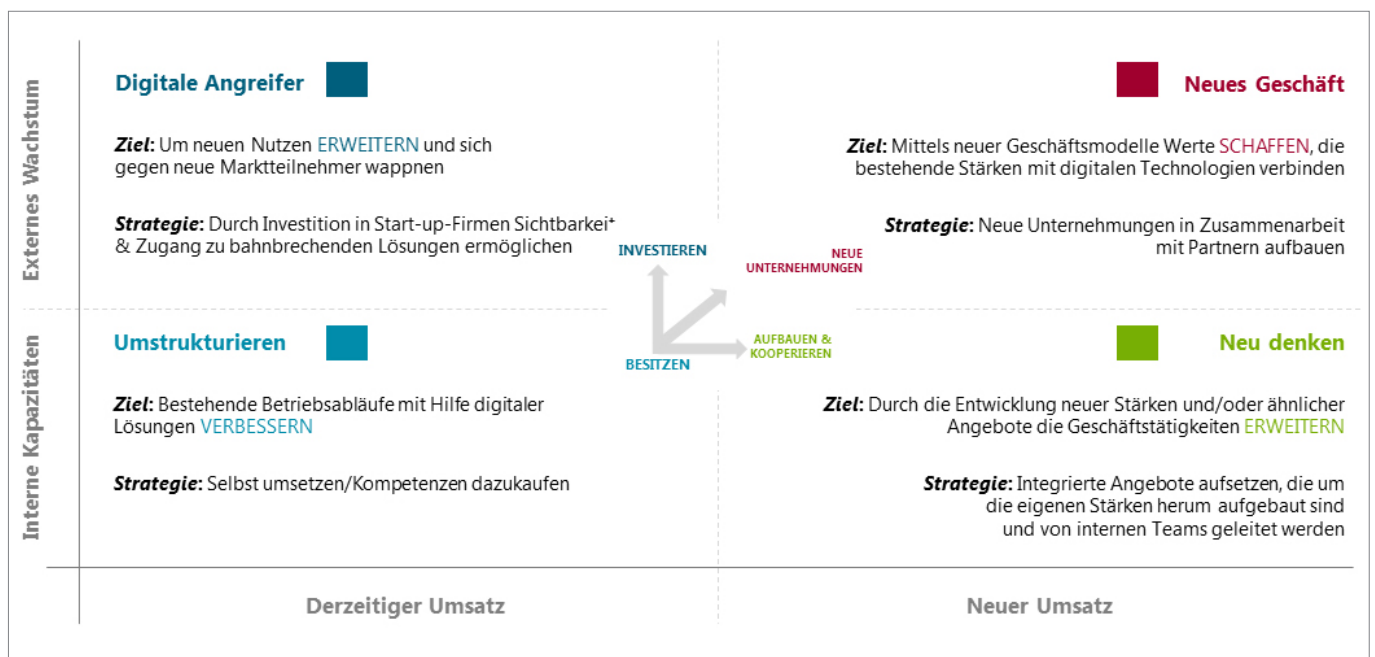 Externes Wachstum
Digitale Angreifer
Ziel: Um neuen Nutzen ERWEITERN und sich
gegen neue Marktteilnehmer wappnen
Strategie: Durch Investition in Start-up-Firmen Sichtbarkei
& Zugang zu bahnbrechenden Lösungen ermöglichen
Neues Geschäft
Ziel: Mittels neuer Geschäftsmodelle Werte SCHAFFEN, die
bestehende Stärken mit digitalen Technologien verbinden
Strategie: Neue Unternehmungen in Zusammenarbeit
mit Partnern aufbauen
INVESTIEREN
NEUE
UNTERNEHMUNGEN
AUFBAUEN &
KOOPERIEREN
BESITZEN
Interne Kapazitäten
Umstrukturieren
Ziel: Bestehende Betriebsabläufe mit Hilfe digitaler
Lösungen VERBESSERN
Strategie: Selbst umsetzen/Kompetenzen dazukaufen
Neu denken
Ziel: Durch die Entwicklung neuer Stärken und/oder ähnlicher
Angebote die Geschäftstätigkeiten ERWEITERN
Strategie: Integrierte Angebote aufsetzen, die um
die eigenen Stärken herum aufgebaut sind
und von internen Teams geleitet werden
Derzeitiger Umsatz
Neuer Umsatz